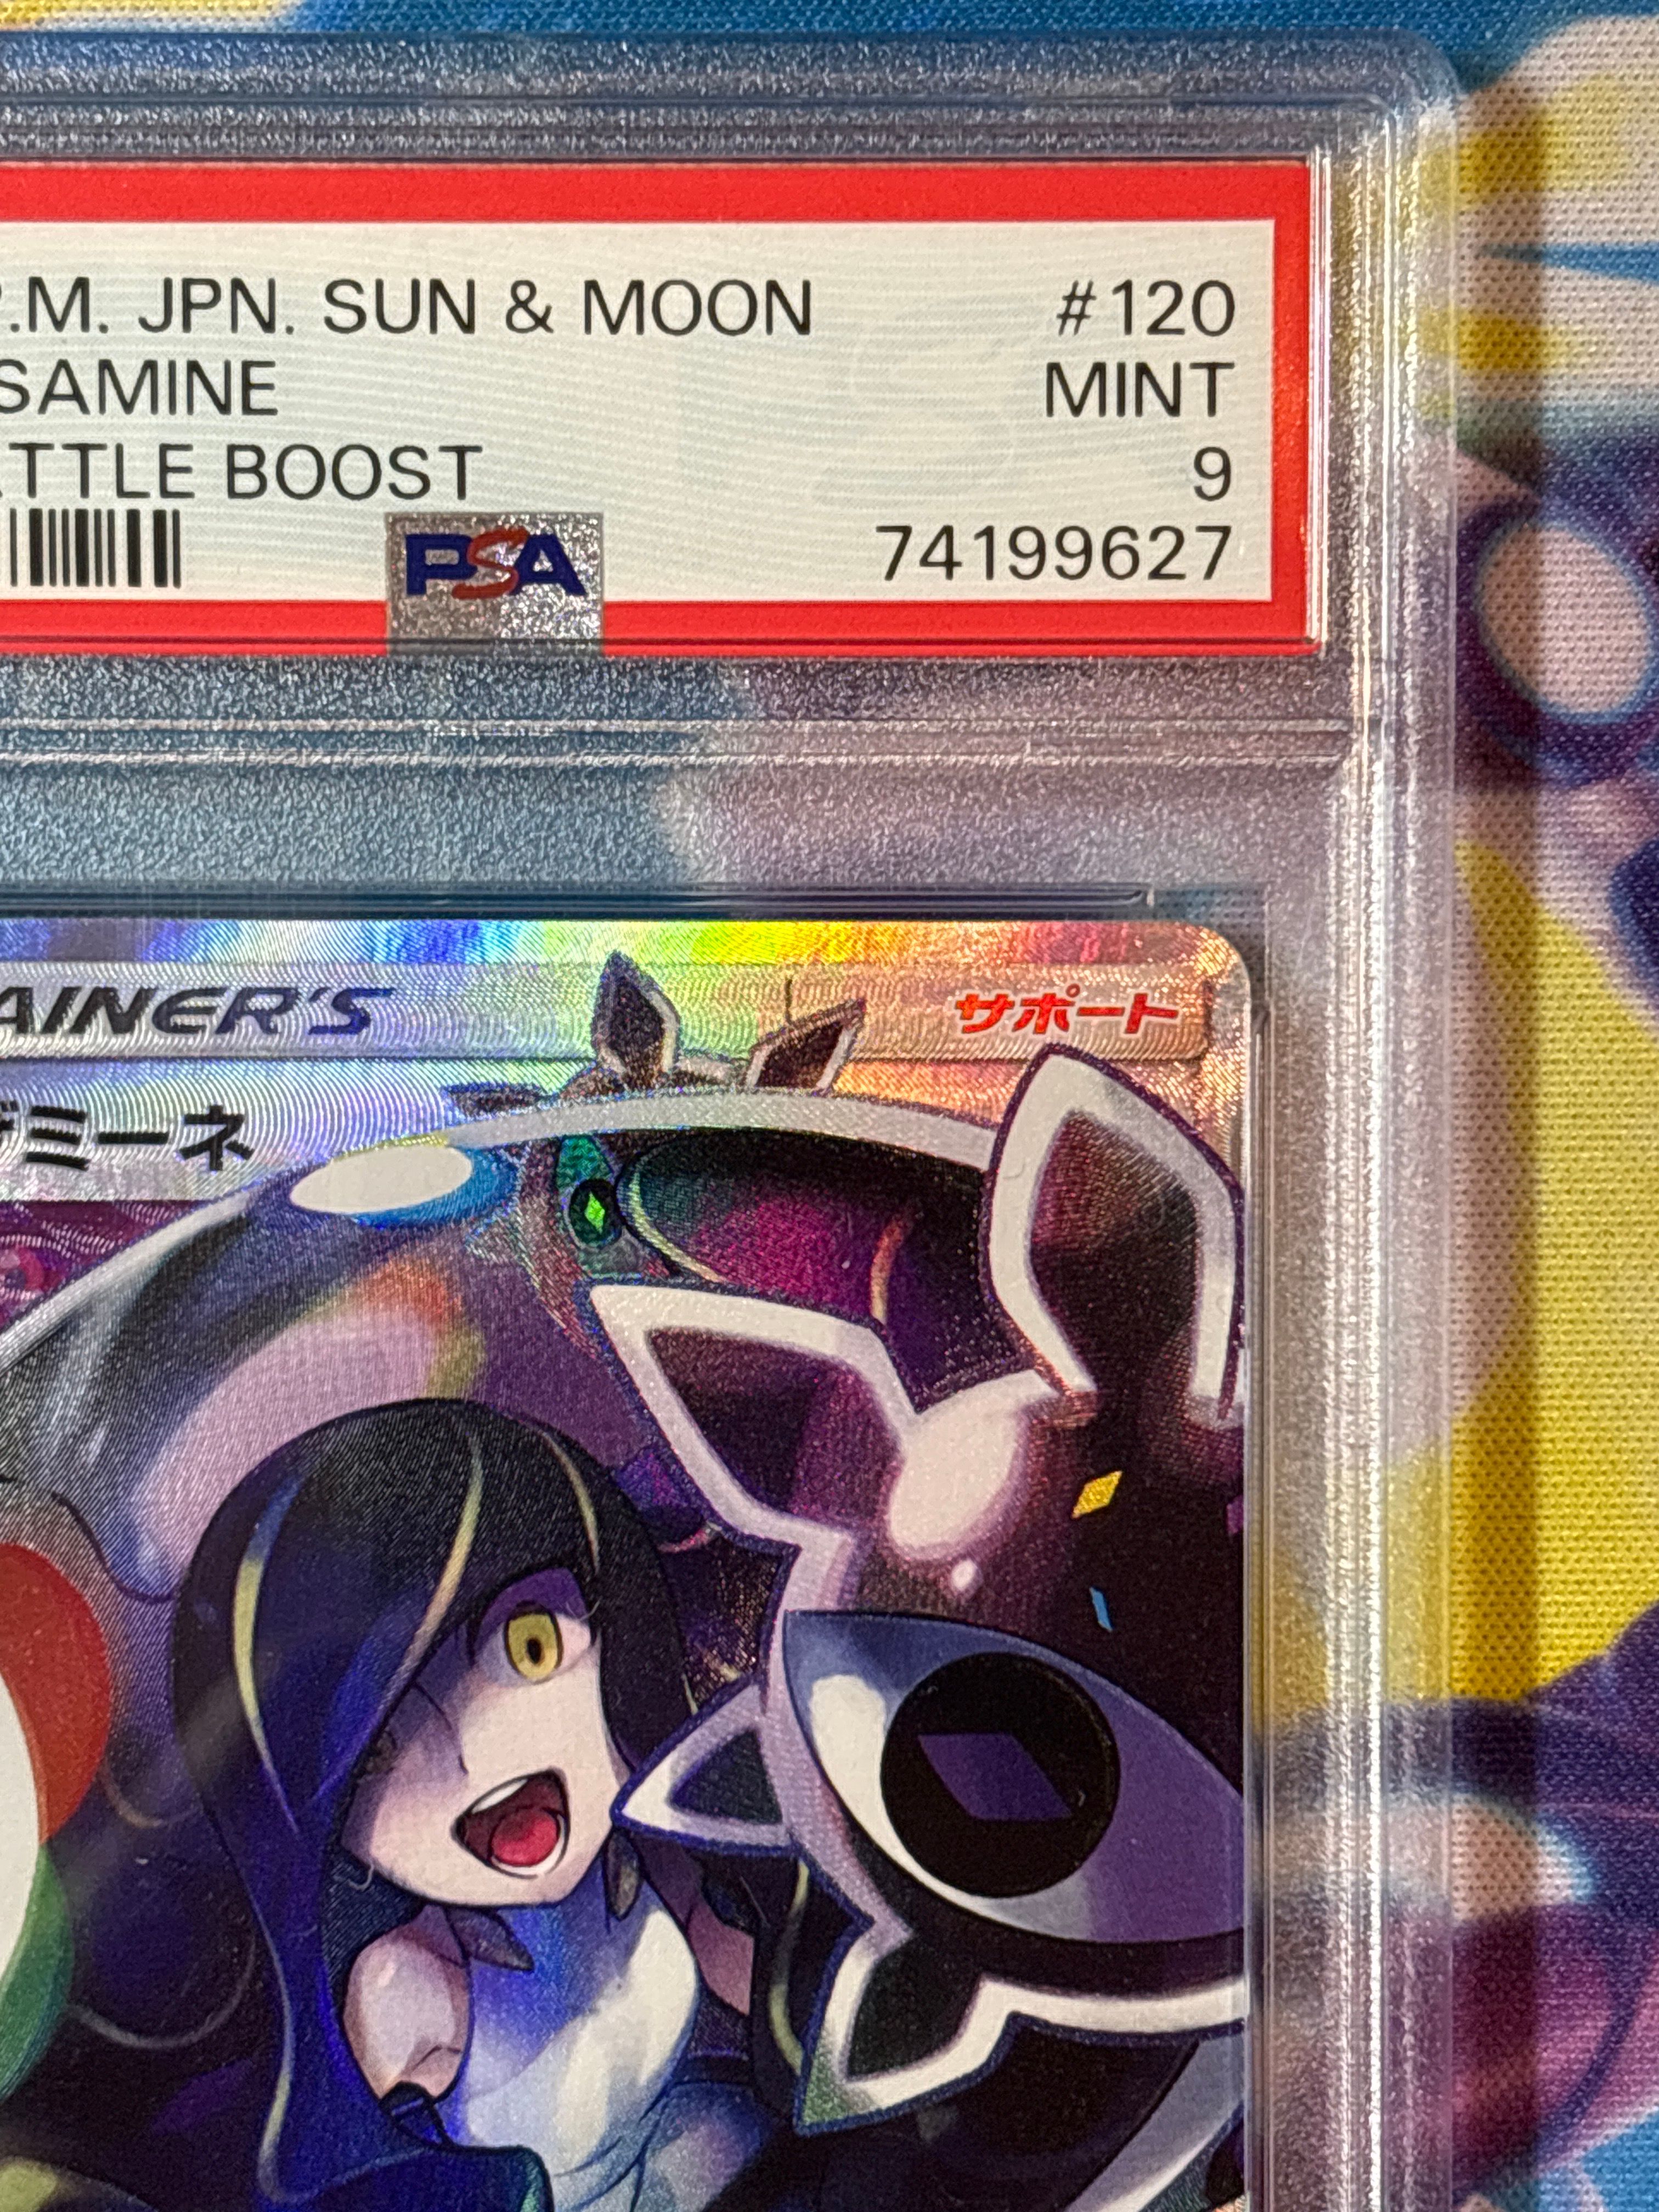 P.M. JPN. SUN & MOON #120
SAMINE MINT
ATTLE BOOST 9
PSA 74199627
AINER'S サポート
ザミーネ